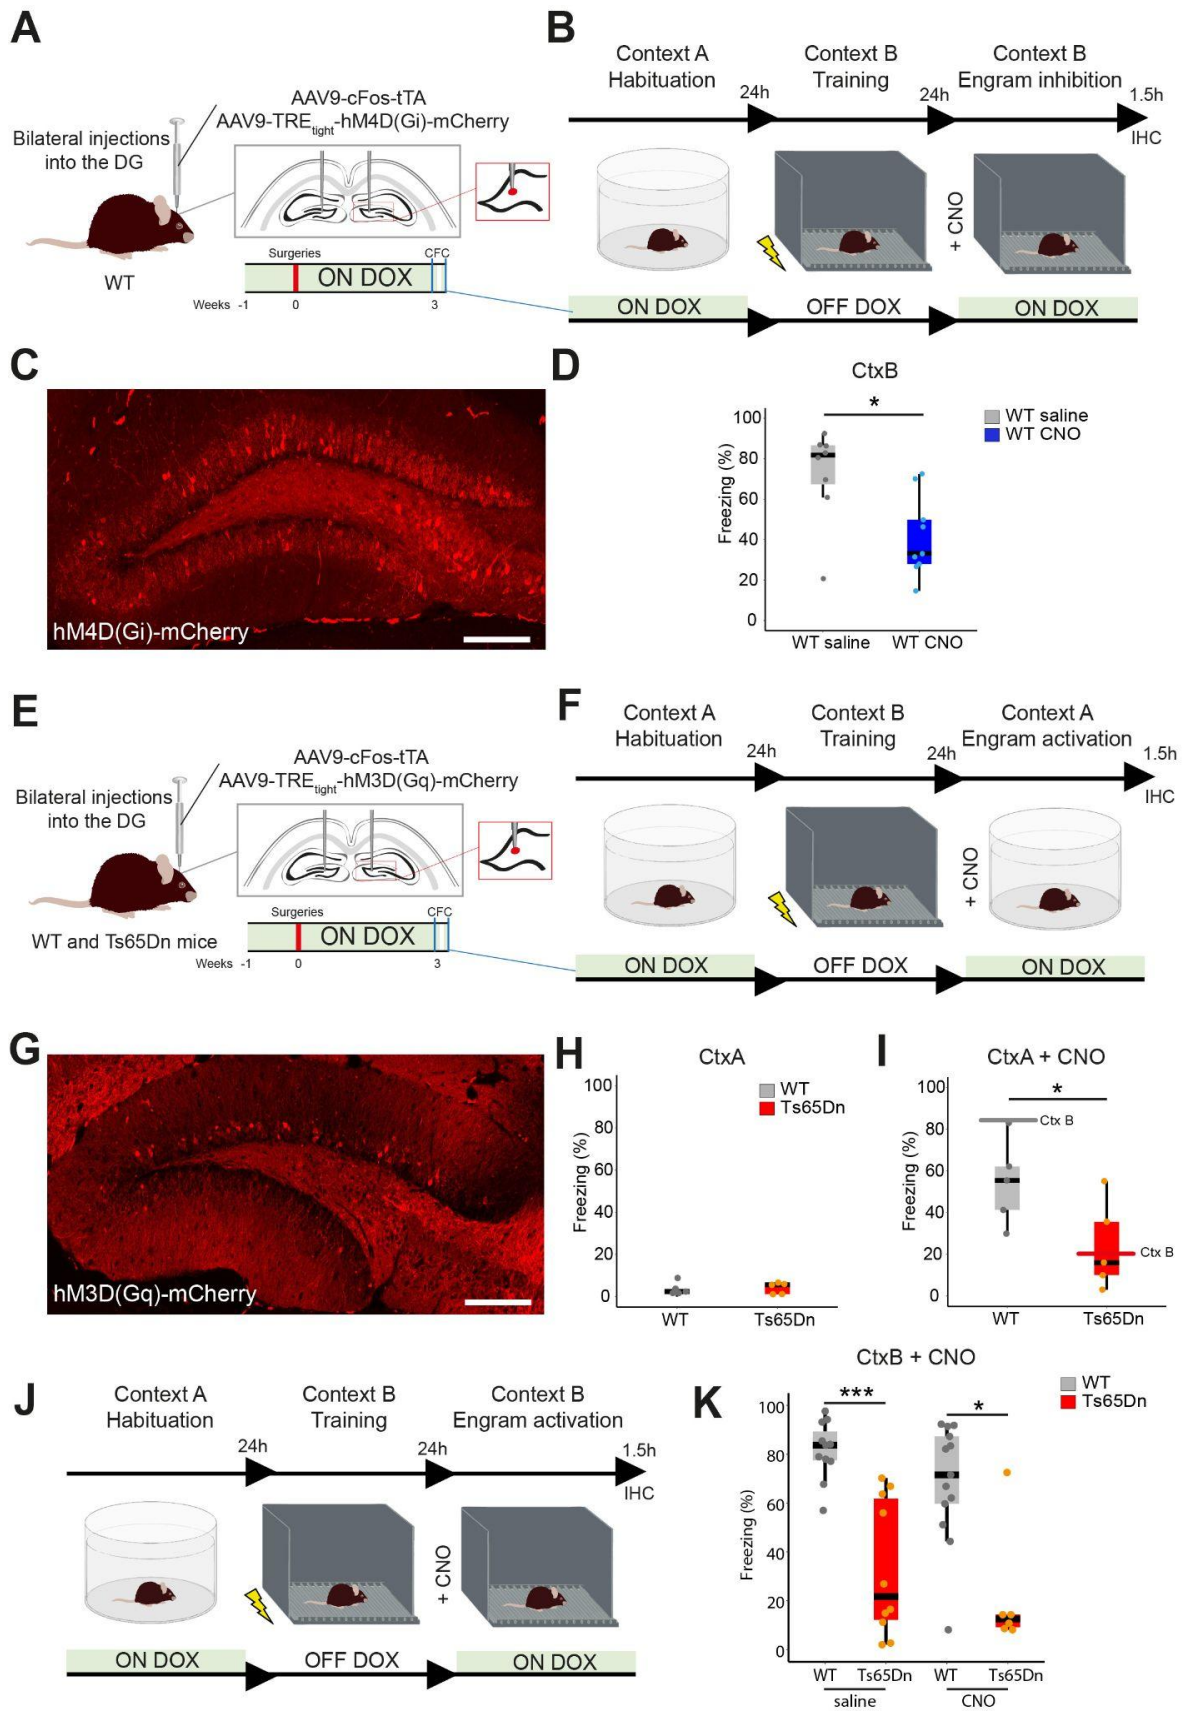 A
AAV9-cFos-tTA
AAV9-TREtight-hM4D(Gi)-mCherry
Bilateral injections
into the DG
WT
Surgeries
CFC
ON DOX
Weeks -1 0 3
B
Context A
Habituation
Context B
Training
Context B
Engram inhibition
24h
24h
1.5h
IHC
+ CNO
ON DOX
OFF DOX
ON DOX
C
hM4D(Gi)-mCherry
D
CtxB
*
Freezing (%)
100
80
60
40
20
0
WT saline
WT CNO
WT saline
WT CNO
E
AAV9-cFos-tTA
AAV9-TREtight-hM3D(Gq)-mCherry
Bilateral injections
into the DG
WT and Ts65Dn mice
Surgeries
CFC
ON DOX
Weeks -1 0 3
F
Context A
Habituation
Context B
Training
Context A
Engram activation
24h
24h
1.5h
IHC
+ CNO
ON DOX
OFF DOX
ON DOX
G
hM3D(Gq)-mCherry
H
CtxA
WT
Ts65Dn
Freezing (%)
100
80
60
40
20
0
WT
Ts65Dn
I
CtxA + CNO
*
Ctx B
Ctx B
Freezing (%)
100
80
60
40
20
0
WT
Ts65Dn
J
Context A
Habituation
Context B
Training
Context B
Engram activation
24h
24h
1.5h
IHC
+ CNO
ON DOX
OFF DOX
ON DOX
K
CtxB + CNO
WT
Ts65Dn
***
*
Freezing (%)
100
80
60
40
20
0
WT Ts65Dn WT Ts65Dn
saline CNO